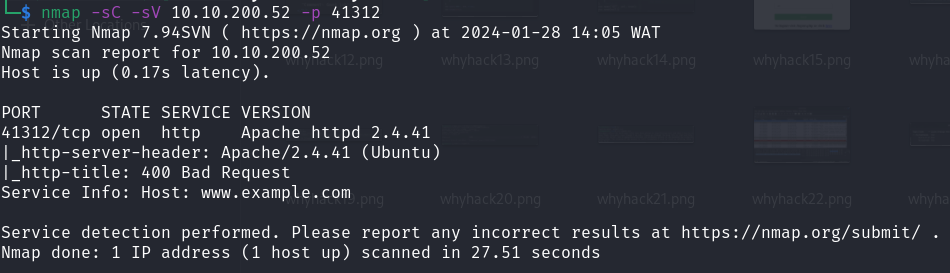 └─$ nmap -sC -sV 10.10.200.52 -p 41312
Starting Nmap 7.94SVN ( https://nmap.org ) at 2024-01-28 14:05 WAT
Nmap scan report for 10.10.200.52
Host is up (0.17s latency).
whyhack12.png whyhack13.png whyhack14.png whyhack15.png
PORT      STATE SERVICE VERSION
41312/tcp open  http    Apache httpd 2.4.41
|_http-server-header: Apache/2.4.41 (Ubuntu)
|_http-title: 400 Bad Request
Service Info: Host: www.example.com
whyhack19.png whyhack20.png whyhack21.png whyhack22.png
Service detection performed. Please report any incorrect results at https://nmap.org/submit/ .
Nmap done: 1 IP address (1 host up) scanned in 27.51 seconds